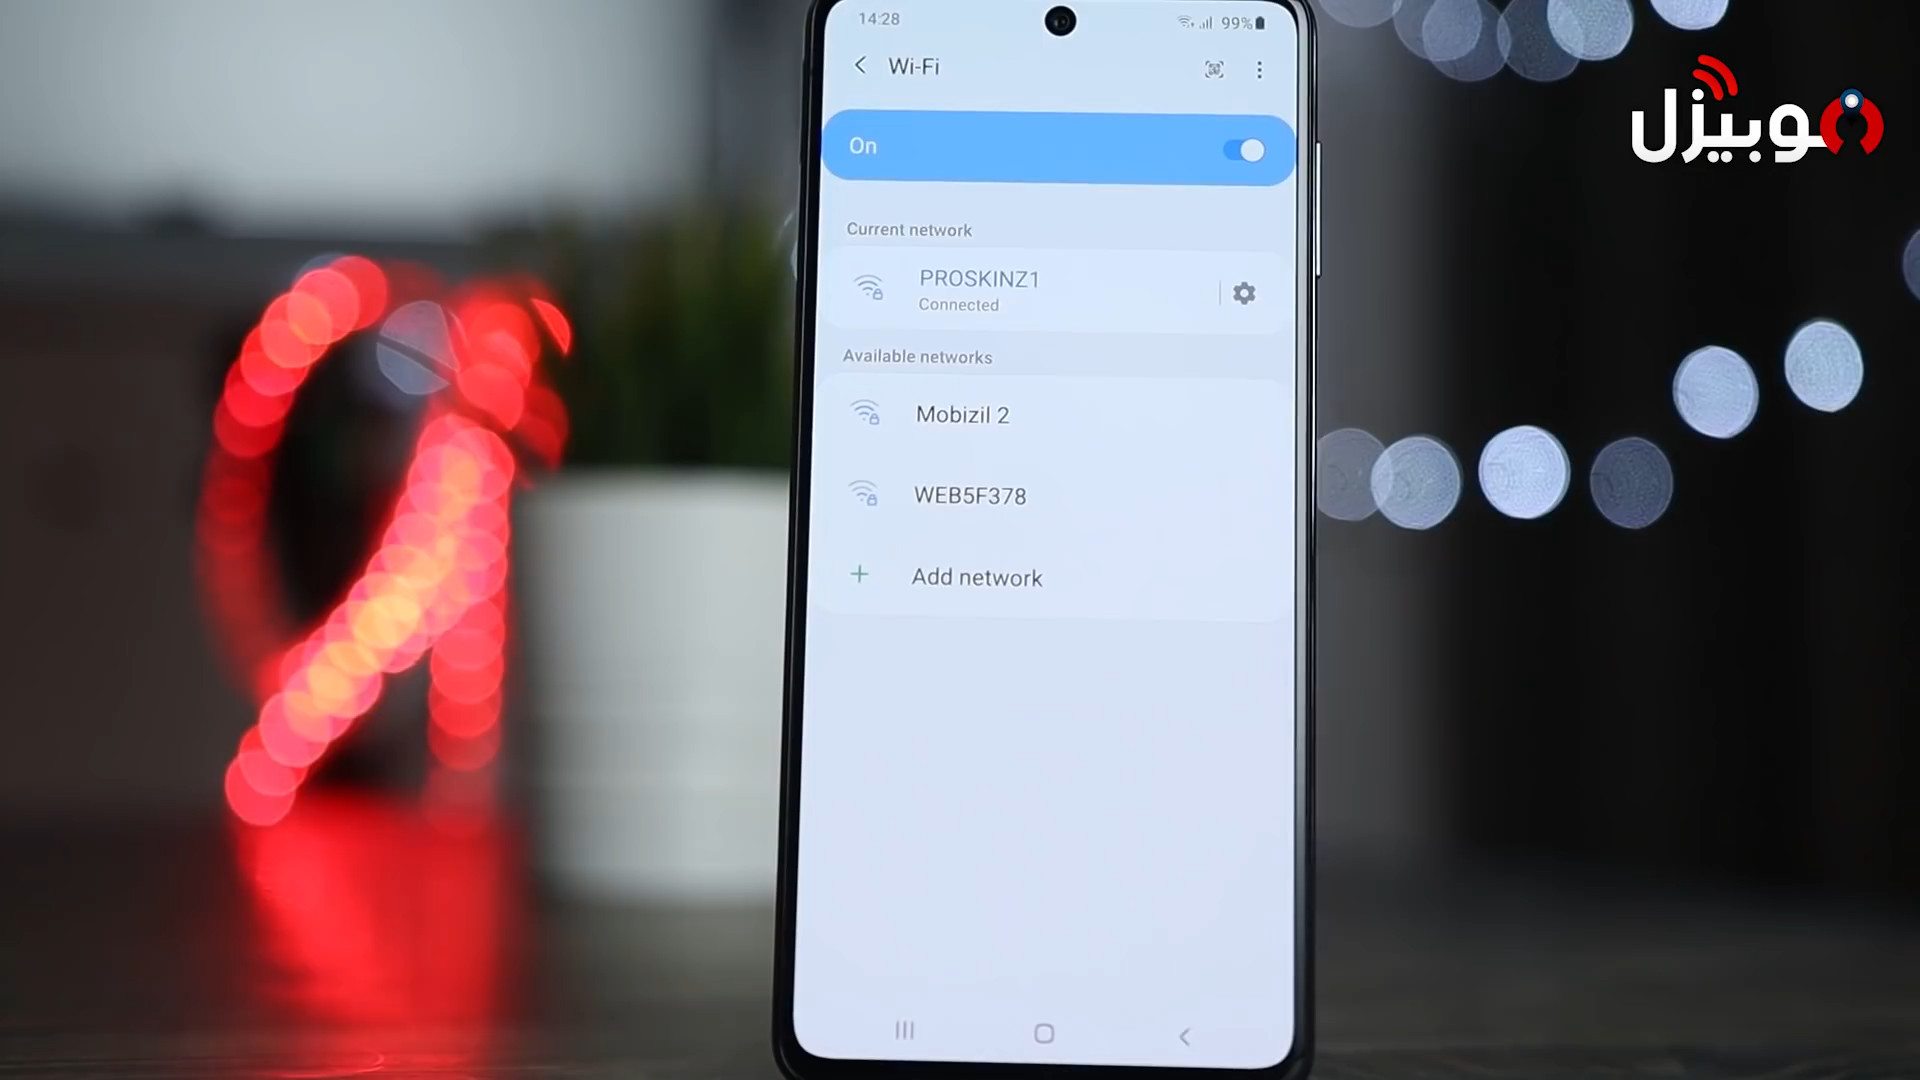 14:28
99%
Wi-Fi
موبيزل
On
Current network
PROSKINZ1
Connected
Available networks
Mobizil 2
WEB5F378
Add network